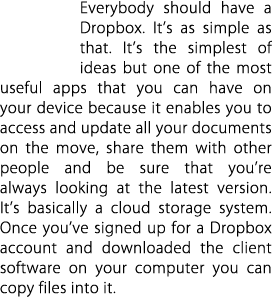 Everybody should have a
Dropbox. It's as simple as
that. It's the simplest of
ideas but one of the most
useful apps that you can have on
your device because it enables you to
access and update all your documents
on the move, share them with other
people and be sure that you're
always looking at the latest version.
It's basically a cloud storage system.
Once you've signed up for a Dropbox
account and downloaded the client
software on your computer you can
copy files into it.